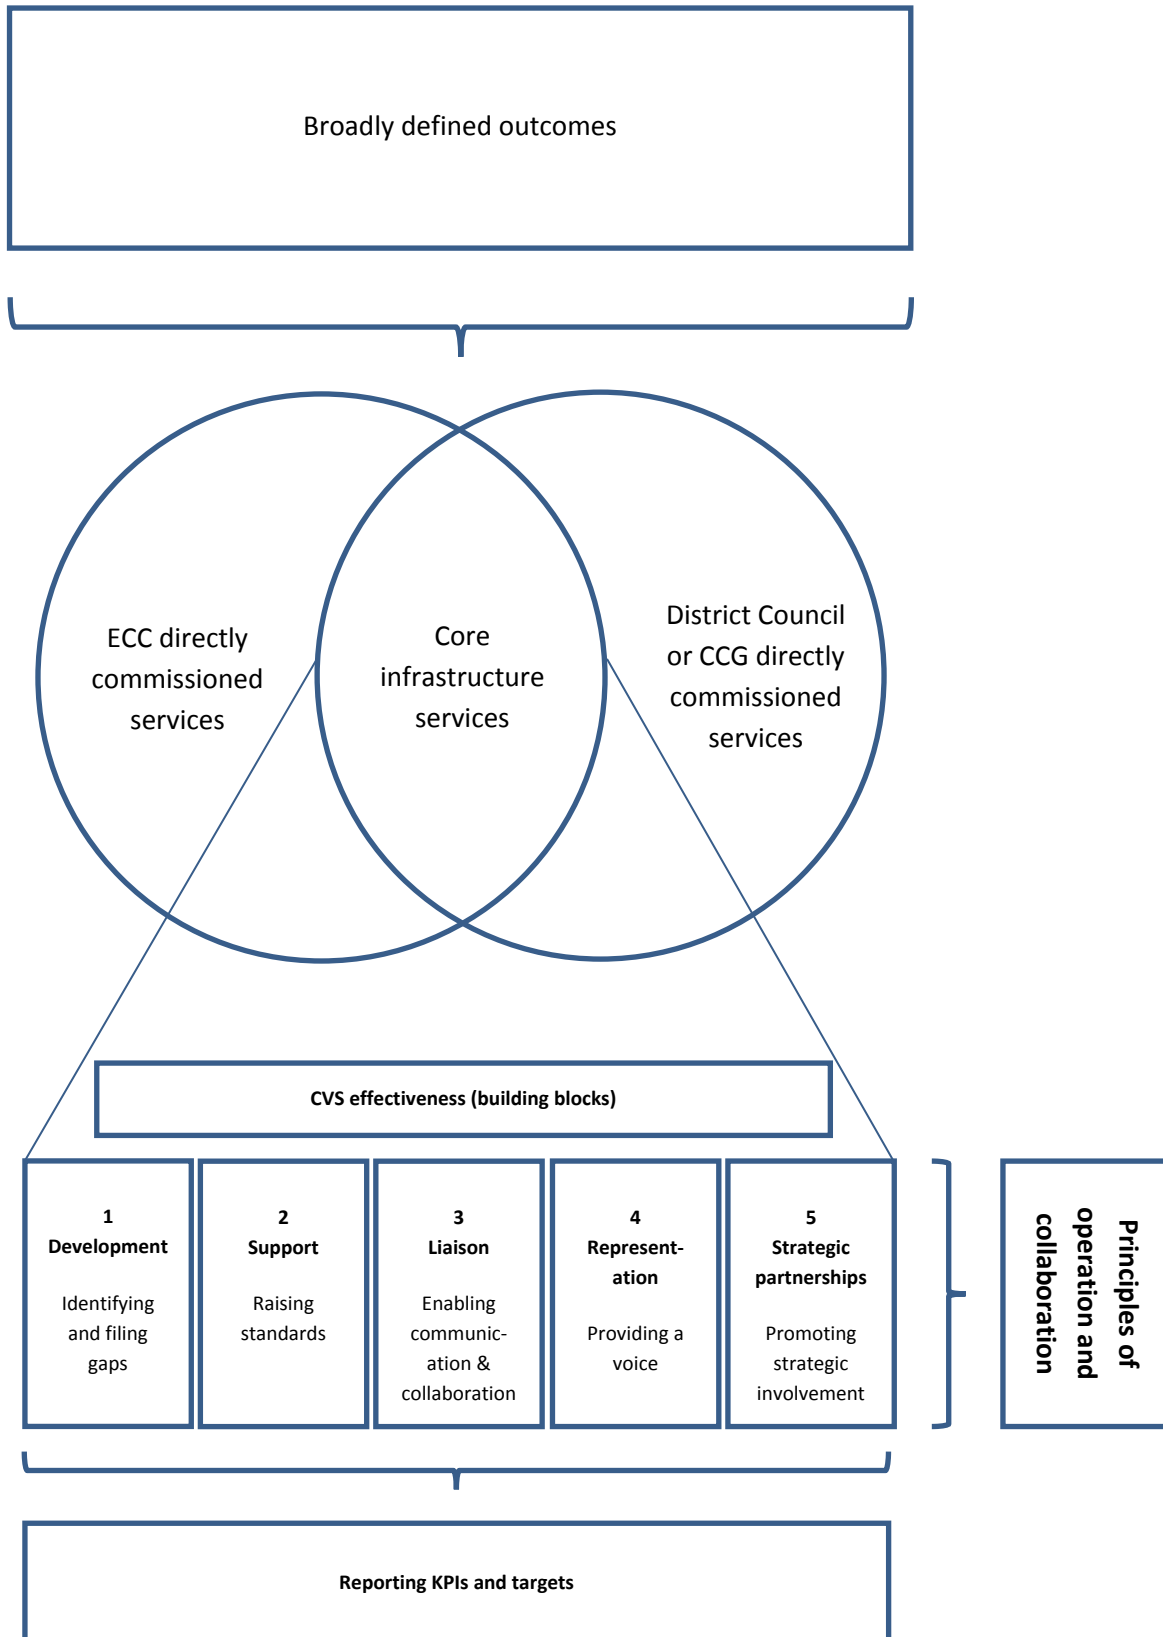 Broadly defined outcomes
ECC directly
commissioned
services
Core
infrastructure
services
District Council
or CCG directly
commissioned
services
CVS effectiveness (building blocks)
1
Development
Identifying
and filing
gaps
2
Support
Raising
standards
3
Liaison
Enabling
communic-
ation &
collaboration
4
Represent-
ation
Providing a
voice
5
Strategic
partnerships
Promoting
strategic
involvement
Principles of
operation and
collaboration
Reporting KPIs and targets